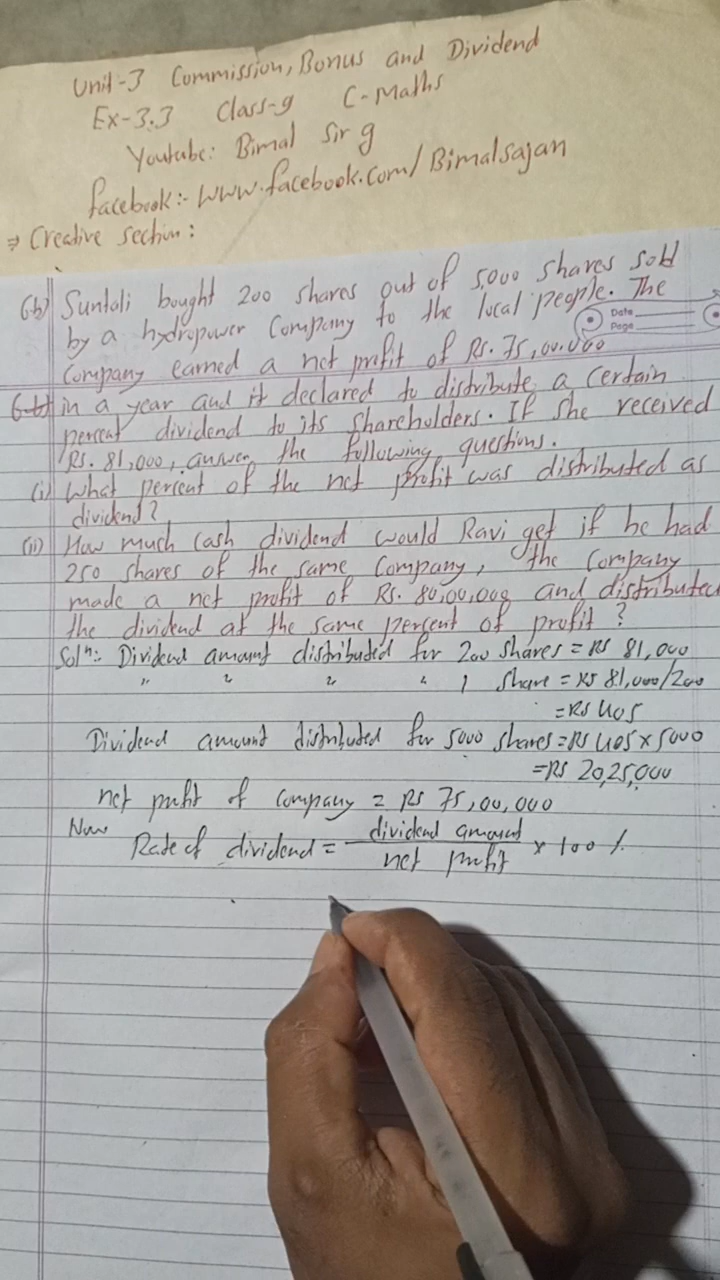 Unit-3 Commission, Bonus and Dividend
Ex-3.3 Class-9 C-Maths
Youtube: Bimal Sir g
facebook:- www.facebook.com/Bimalsajan
⇒ Creative section:
6b) Suntali bought 200 shares out of 5,000 shares sold
by a hydropower Company to the local people. The
Date
Page
Company earned a net profit of Rs. 75,00,000
6-b) in a year and it declared to distribute a certain
percent dividend to its shareholders. If she received
Rs. 81,000, answer the following questions.
(i) What percent of the net profit was distributed as
dividend?
(ii) How much cash dividend would Ravi get if he had
250 shares of the same Company, the Company
made a net profit of Rs. 80,00,000 and distributed
the dividend at the same percent of profit?
Solⁿ: Dividend amount distributed for 200 shares = Rs 81,000
" " " " 1 share = Rs 81,000/200
= Rs 405
Dividend amount distributed for 5000 shares = Rs 405 × 5000
= Rs 20,25,000
net profit of Company = Rs 75,00,000
Now
Rate of dividend = dividend amount / net profit × 100 %